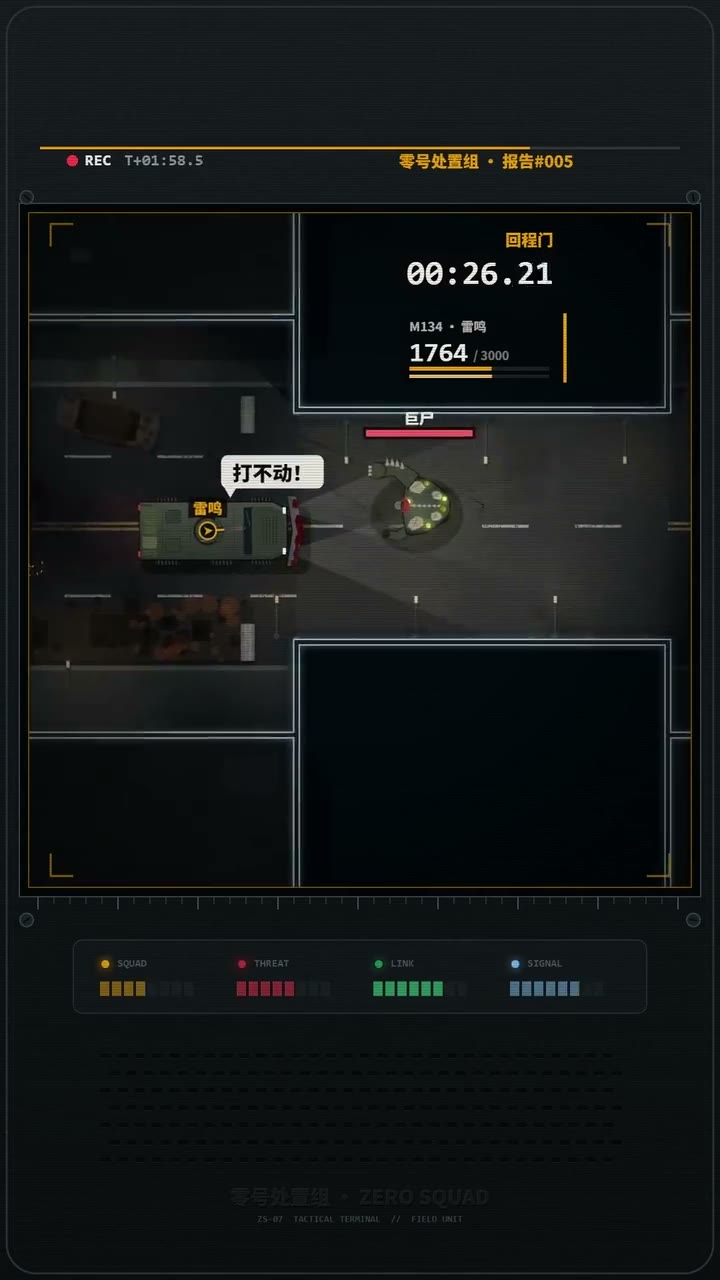 REC T+01:58.5
零号处置组 · 报告#005
回程门
00:26.21
M134 · 雷鸣
1764 / 3000
巨尸
打不动!
雷鸣
SQUAD
THREAT
LINK
SIGNAL
零号处置组 · ZERO SQUAD
ZS-07 TACTICAL TERMINAL // FIELD UNIT